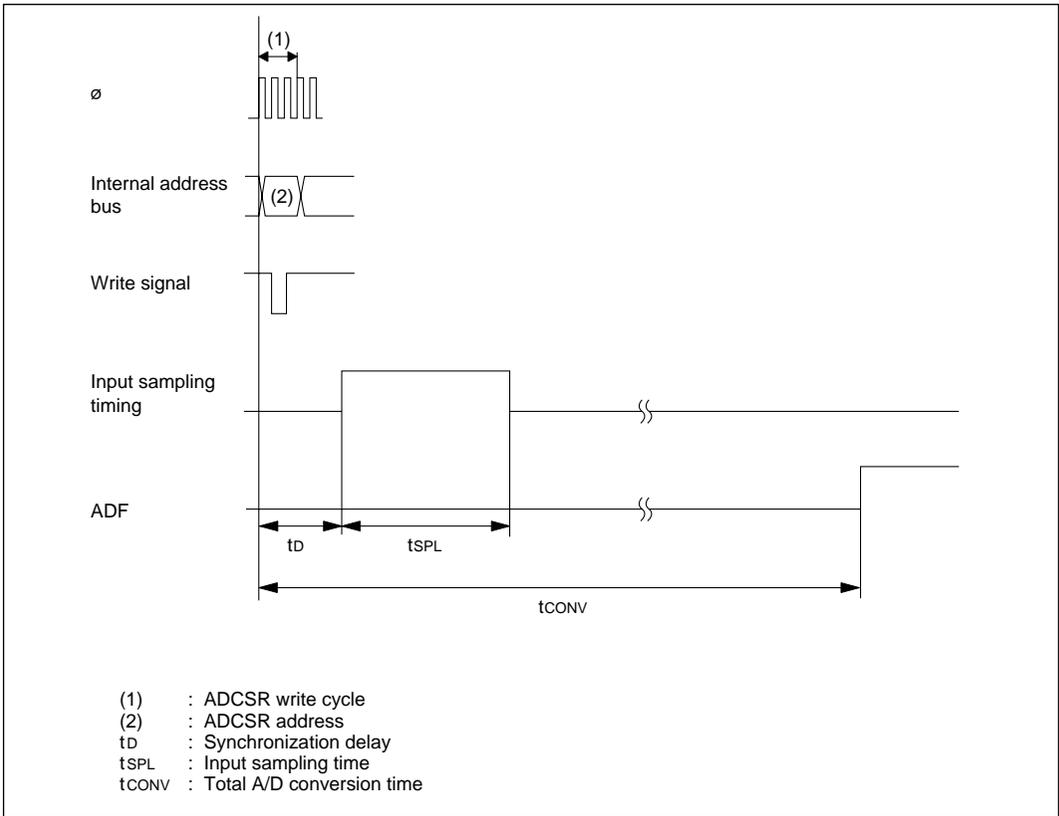 (1)
ø
Internal address
bus
(2)
Write signal
Input sampling
timing
ADF
tD
tSPL
tCONV
(1) : ADCSR write cycle
(2) : ADCSR address
tD : Synchronization delay
tSPL : Input sampling time
tCONV : Total A/D conversion time